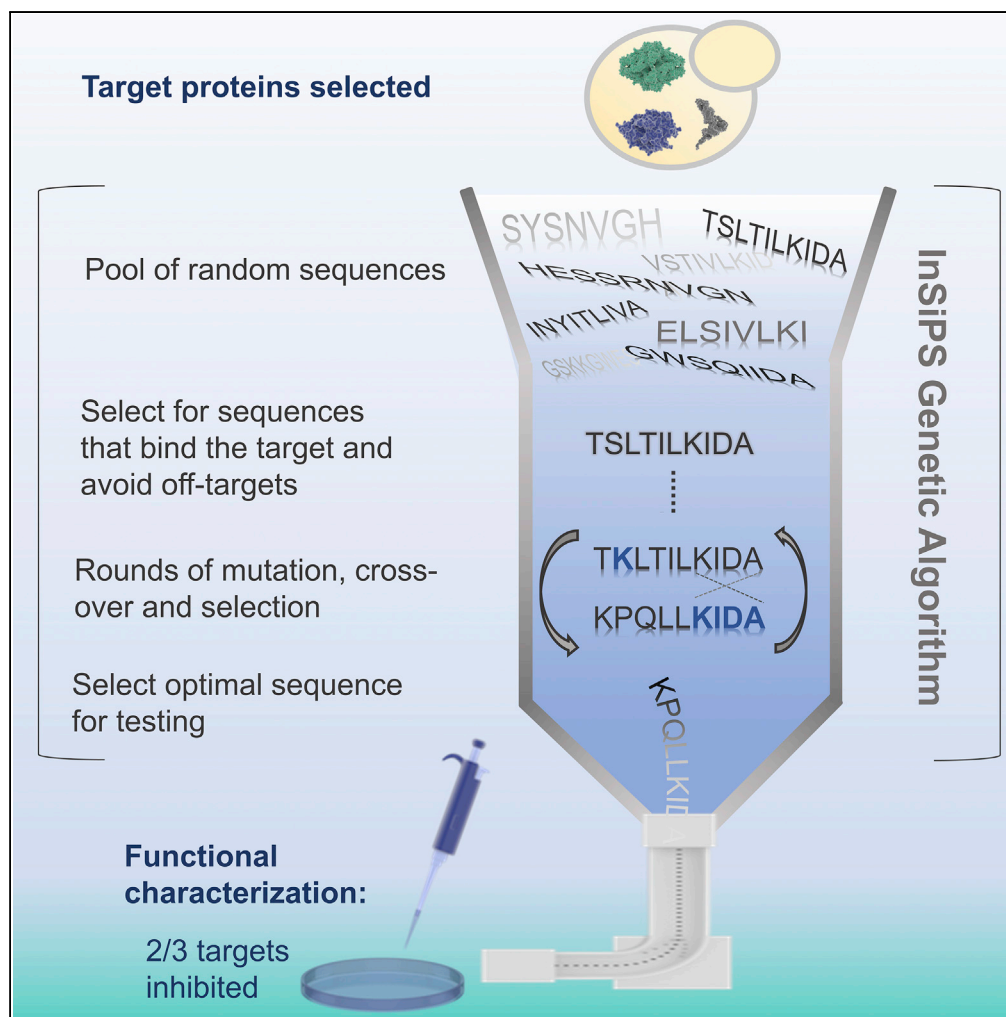 Target proteins selected
SYSNVGH
TSLTILKIDA
Pool of random sequences
VSTIVLKID
HESSRNVGN
INYITLIVA
ELSIVLKI
GWSQIIDA
InSiPS Genetic Algorithm
Select for sequences
that bind the target and
avoid off-targets
TSLTILKIDA
Rounds of mutation, cross-
over and selection
TKLTILKIDA
KPQLLKIDA
Select optimal sequence
for testing
KPQLLKIDA
Functional
characterization:
2/3 targets
inhibited